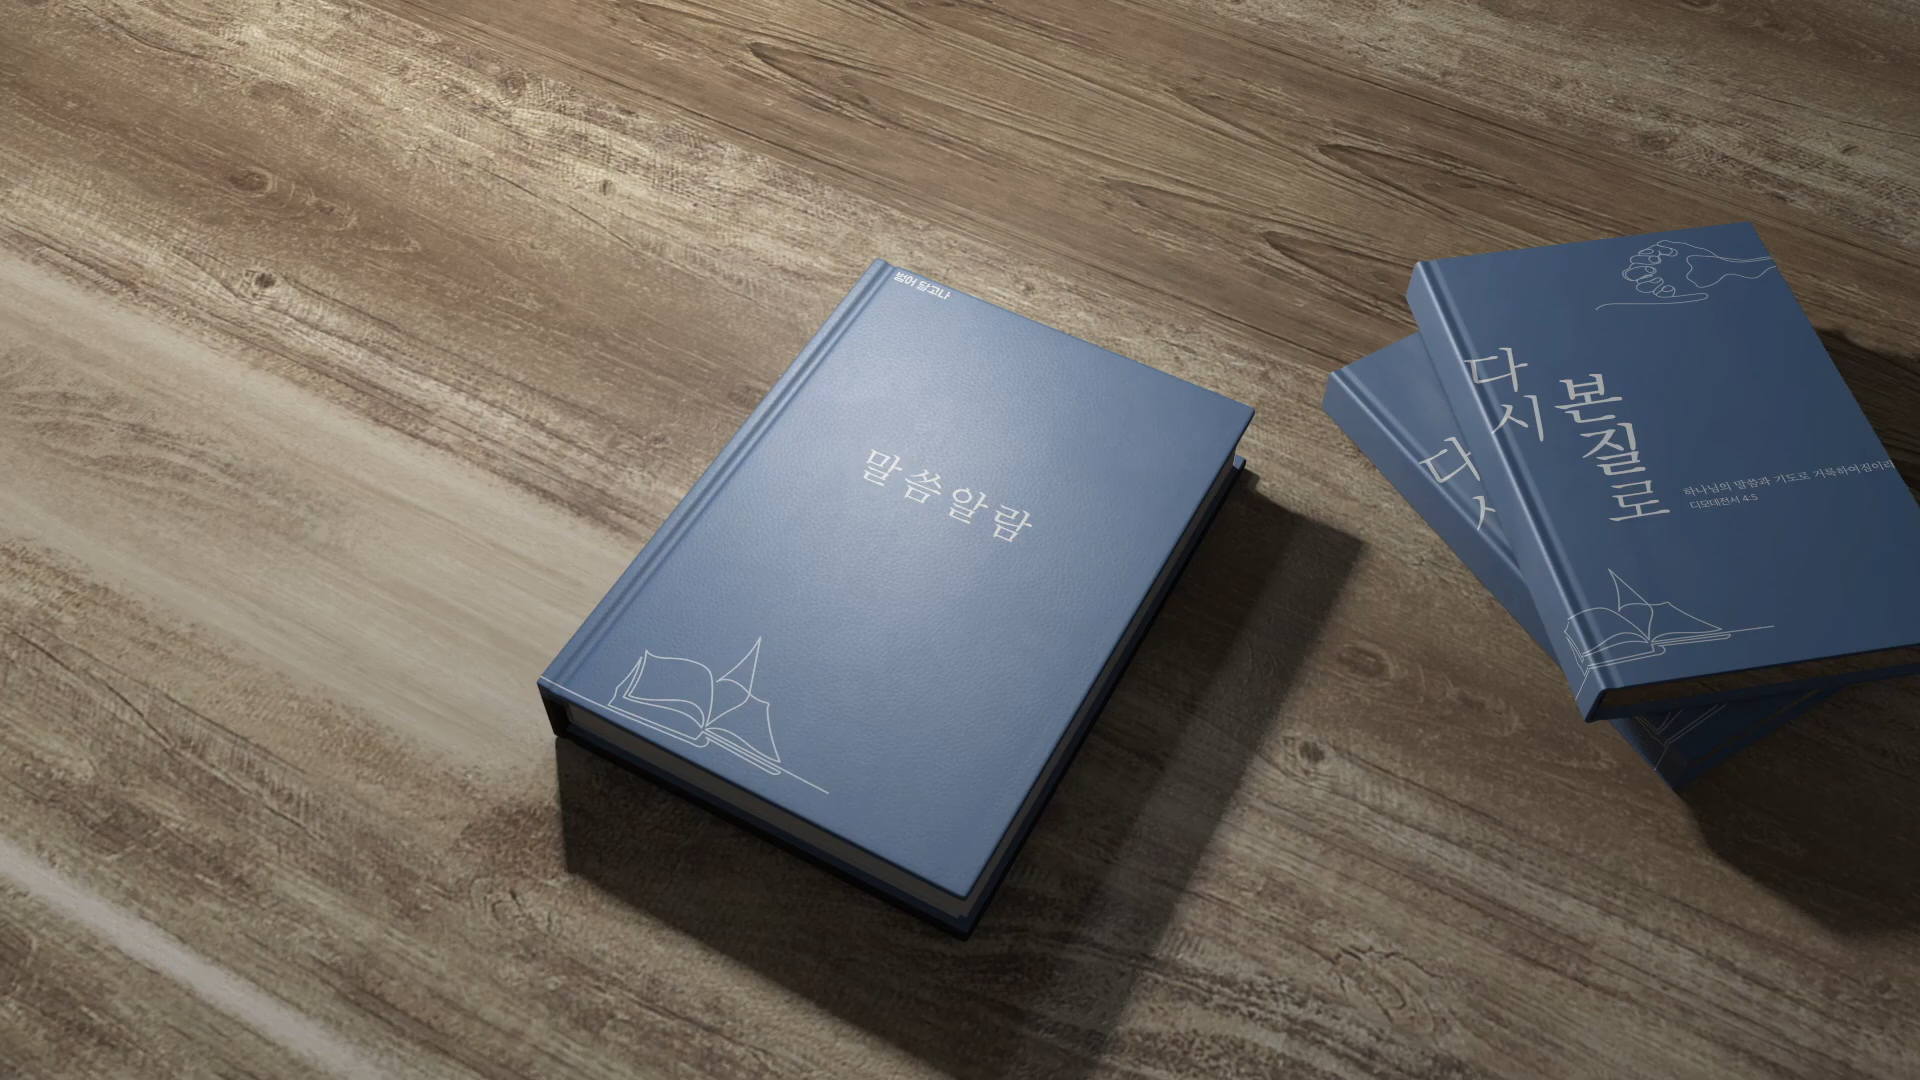 말씀알람
다시
본질로
하나님의 말씀과 기도로 거룩하여짐이라
디모데전서 4:5
다